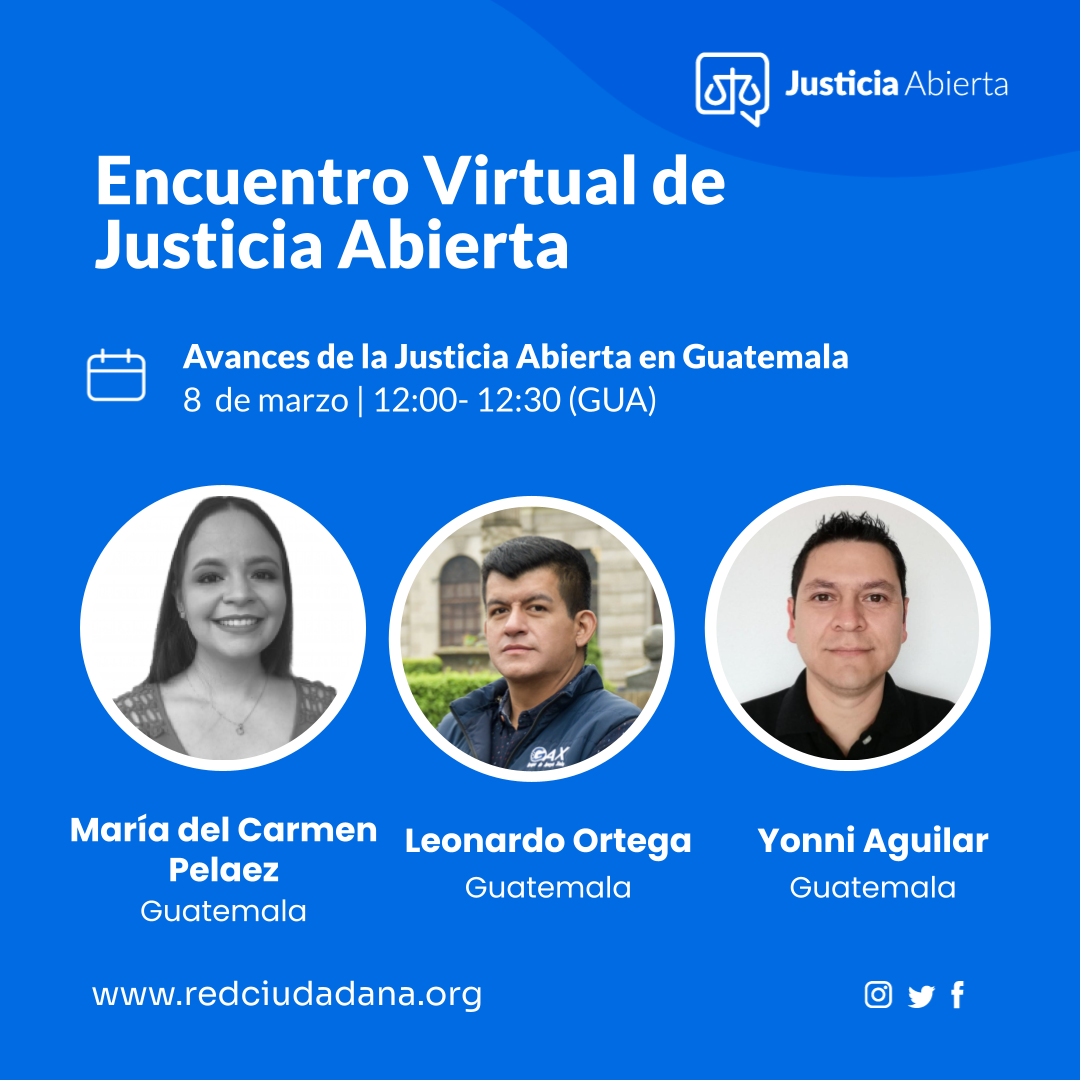 Justicia Abierta
Encuentro Virtual de
Justicia Abierta
Avances de la Justicia Abierta en Guatemala
8 de marzo | 12:00- 12:30 (GUA)
GAX
María del Carmen
Pelaez
Guatemala
Leonardo Ortega
Guatemala
Yonni Aguilar
Guatemala
www.redciudadana.org